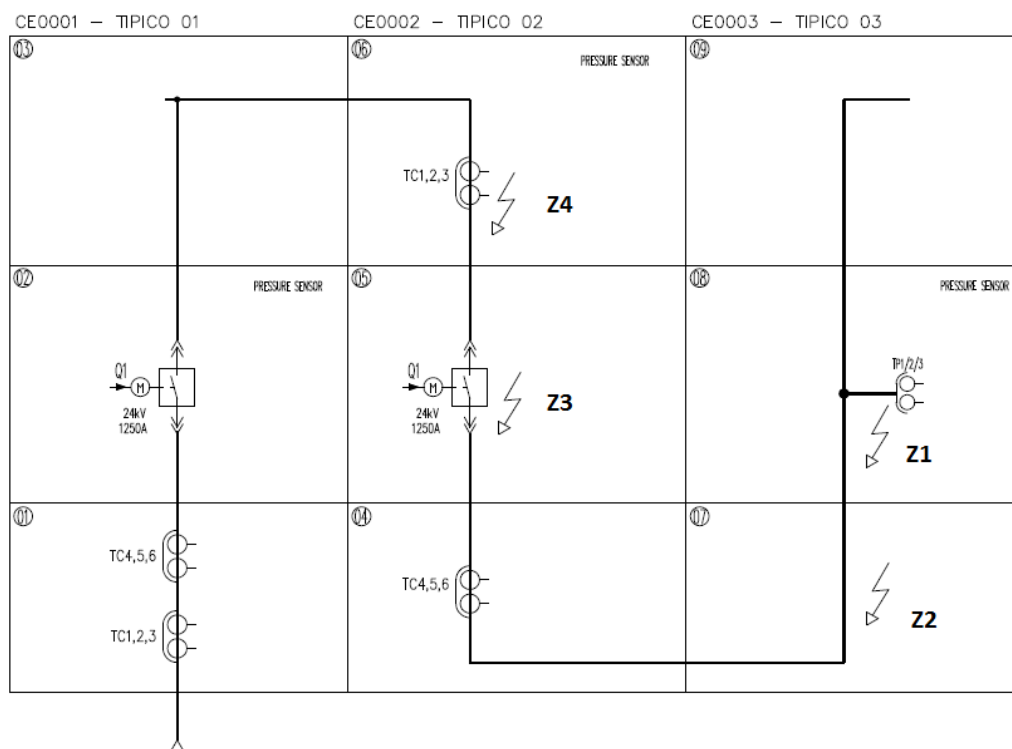 CE0001 – TIPICO 01
CE0002 – TIPICO 02
CE0003 – TIPICO 03
03
06
PRESSURE SENSOR
09
TC1,2,3
Z4
02
PRESSURE SENSOR
05
08
PRESSURE SENSOR
Q1
M
24kV
1250A
Q1
M
24kV
1250A
Z3
TP1/2/3
Z1
01
TC4,5,6
TC1,2,3
04
TC4,5,6
07
Z2